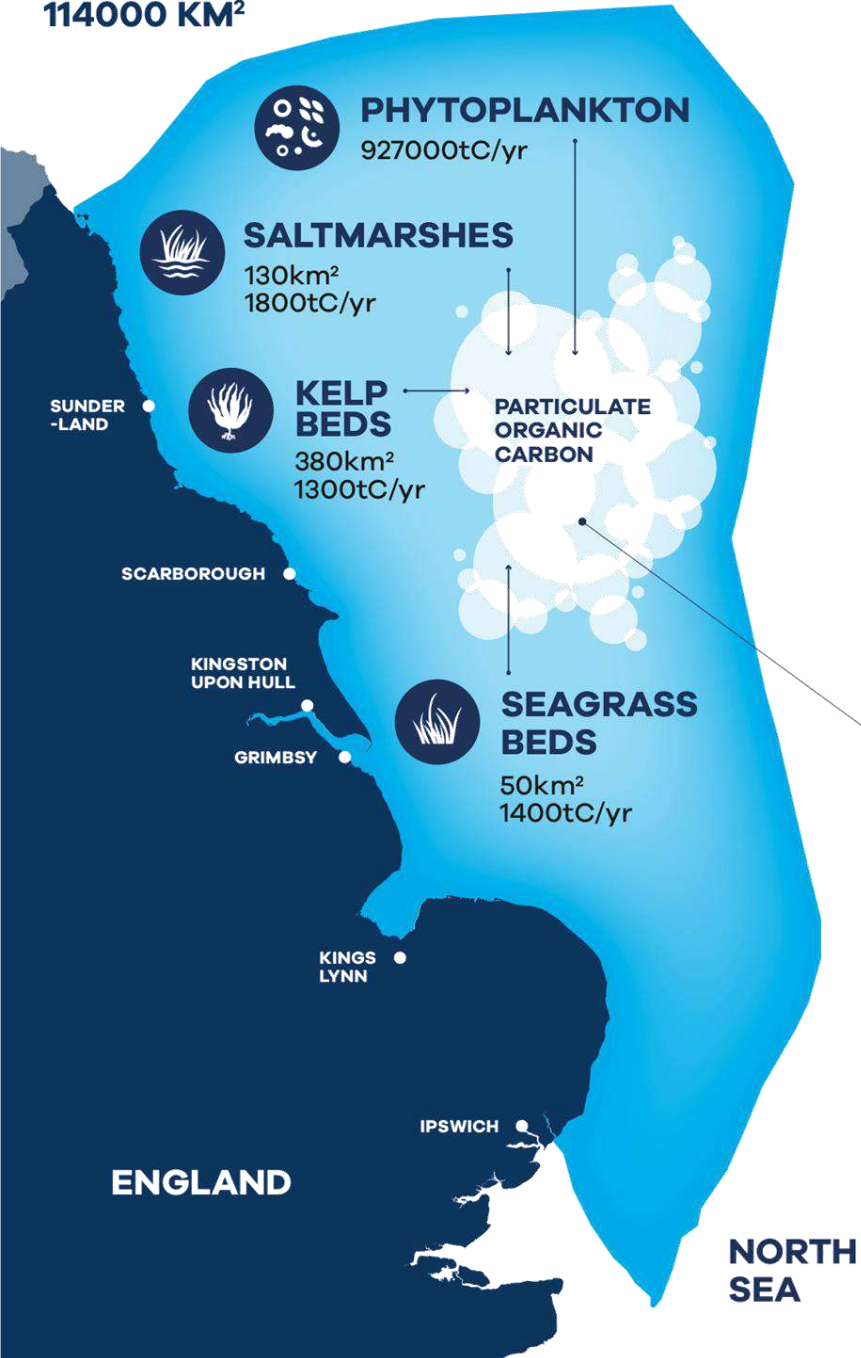 114000 KM²
PHYTOPLANKTON
927000tC/yr
SALTMARSHES
130km²
1800tC/yr
KELP
BEDS
380km²
1300tC/yr
PARTICULATE
ORGANIC
CARBON
SUNDER
-LAND
SCARBOROUGH
KINGSTON
UPON HULL
GRIMBSY
SEAGRASS
BEDS
50km²
1400tC/yr
KINGS
LYNN
IPSWICH
ENGLAND
NORTH
SEA